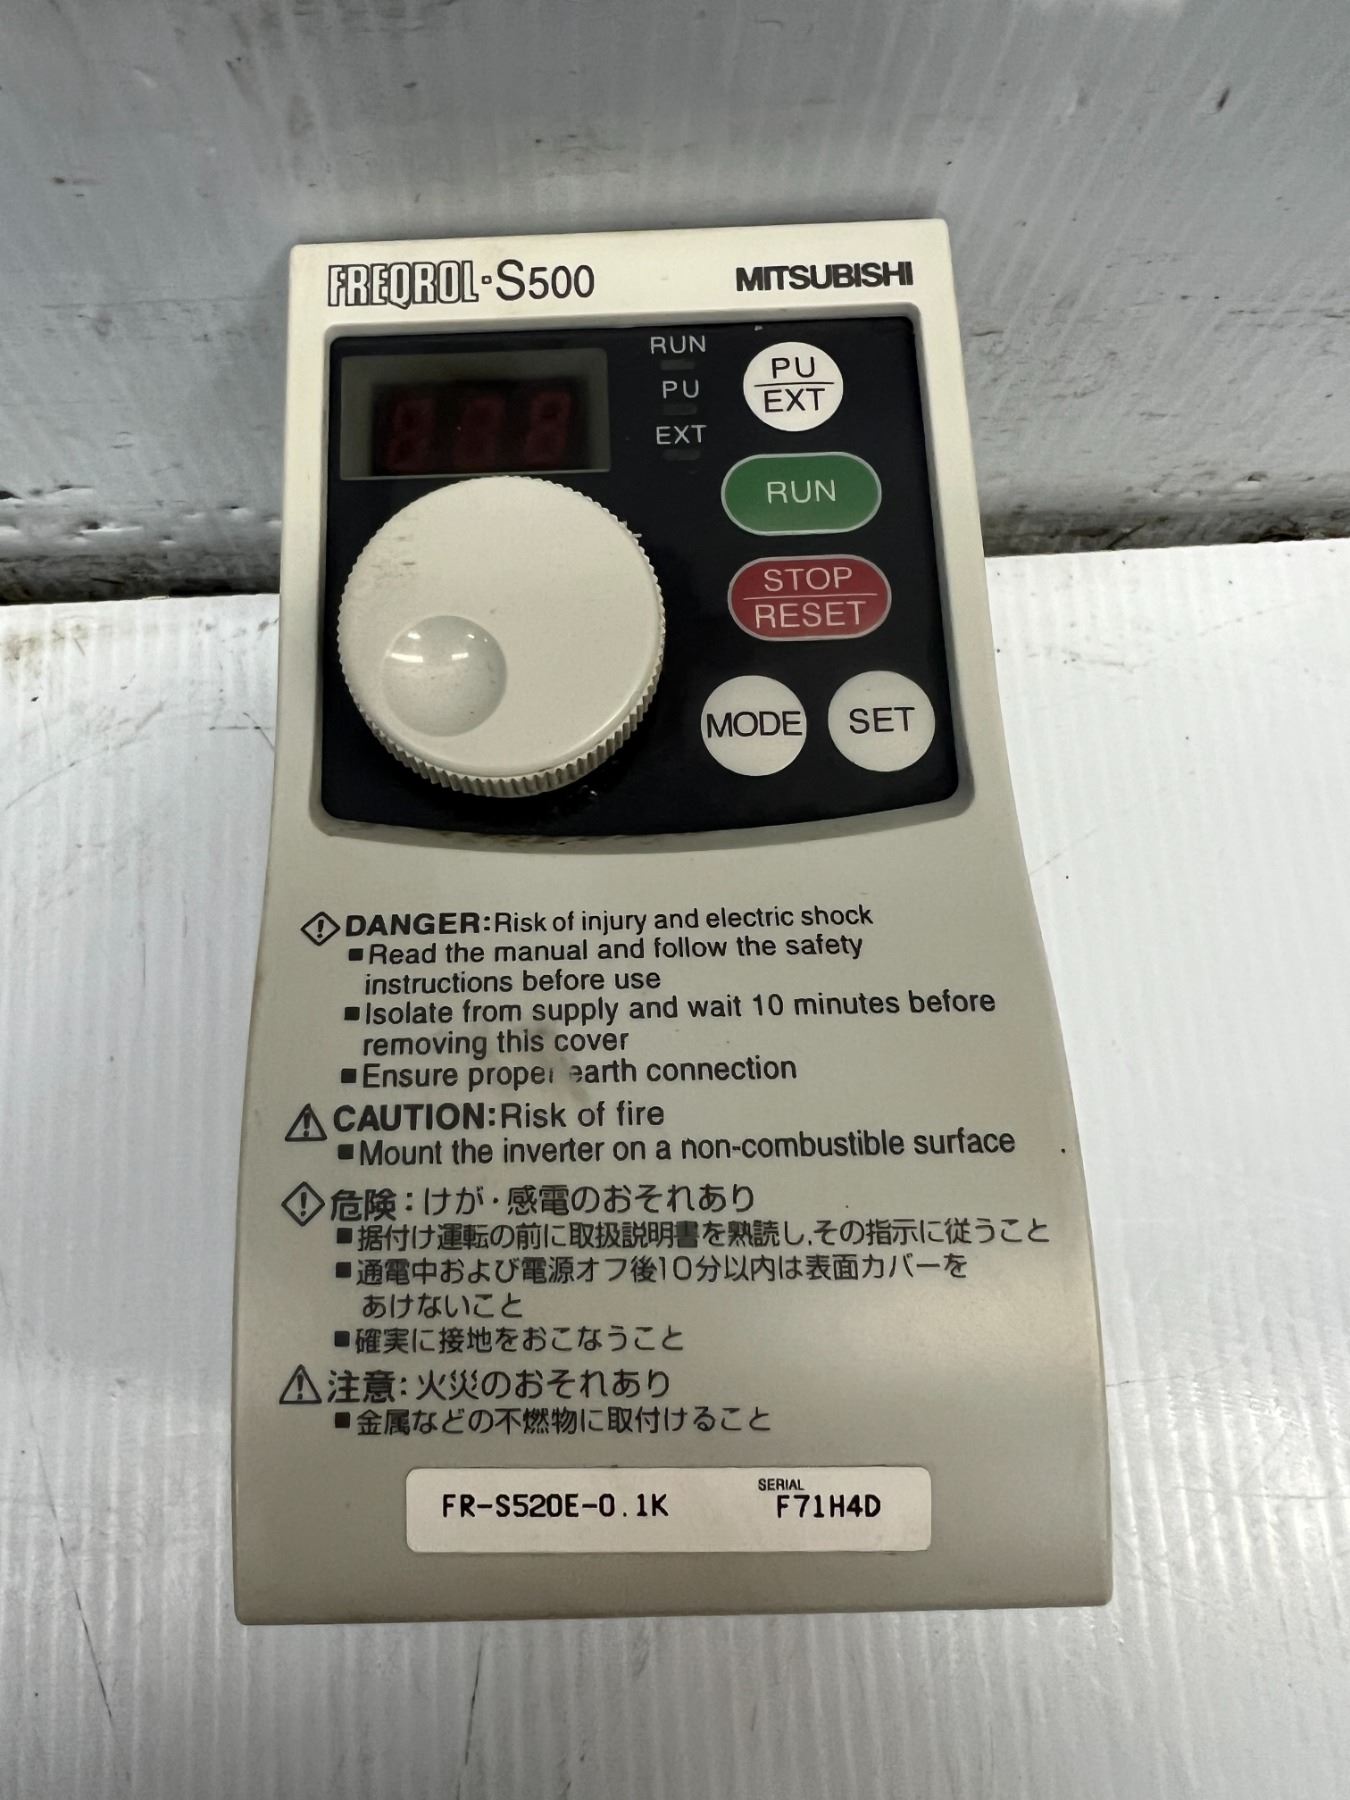 FREQROL-S500 MITSUBISHI
RUN
PU
EXT
PU
EXT
RUN
STOP
RESET
MODE SET
DANGER:Risk of injury and electric shock
■Read the manual and follow the safety
instructions before use
■Isolate from supply and wait 10 minutes before
removing this cover
■Ensure proper earth connection
CAUTION:Risk of fire
■Mount the inverter on a non-combustible surface
危険:けが・感電のおそれあり
■据付け運転の前に取扱説明書を熟読し,その指示に従うこと
■通電中および電源オフ後10分以内は表面カバーを
あけないこと
■確実に接地をおこなうこと
注意:火災のおそれあり
■金属などの不燃物に取付けること
SERIAL
FR-S520E-0.1K F71H4D